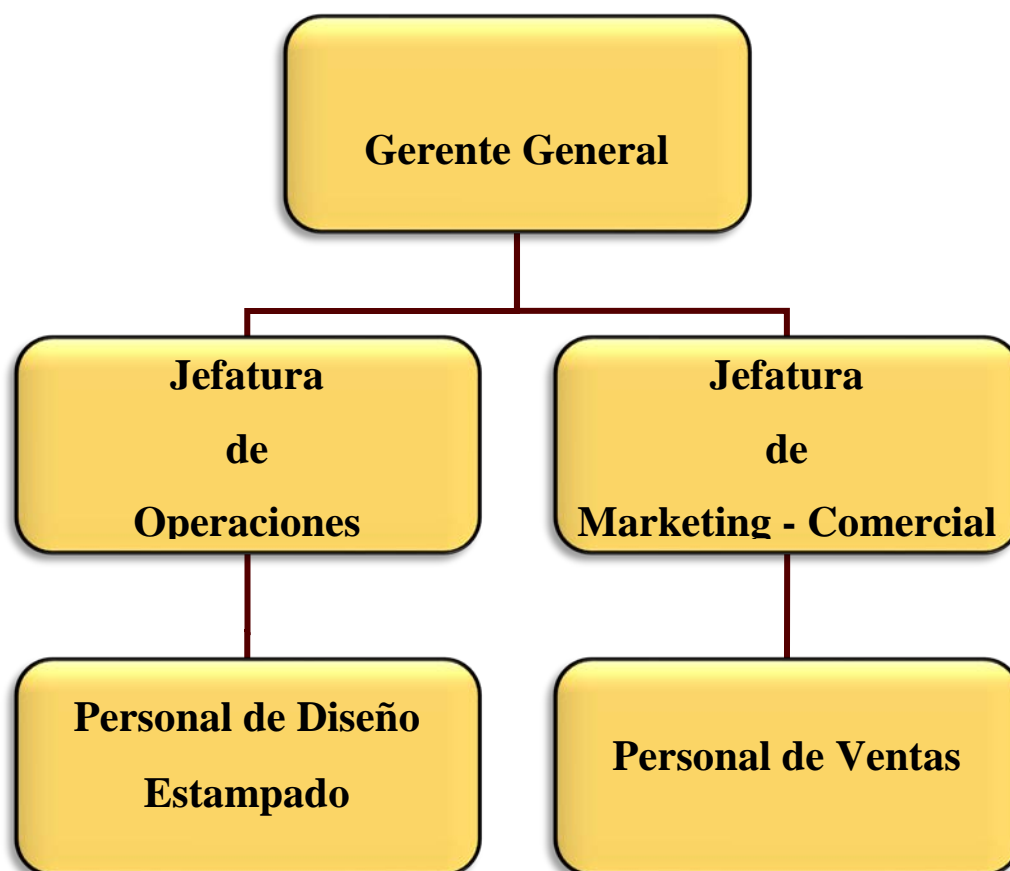 Gerente General
Jefatura
de
Operaciones
Jefatura
de
Marketing - Comercial
Personal de Diseño
Estampado
Personal de Ventas